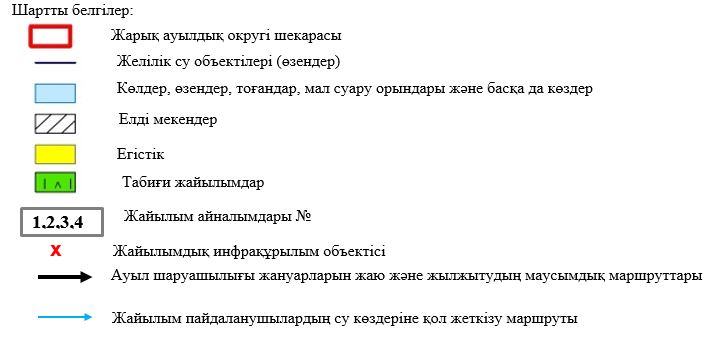 Шартты белгілер:
Жарық ауылдық округі шекарасы
Желілік су объектілері (өзендер)
Көлдер, өзендер, тоғандар, мал суару орындары және басқа да көздер
Елді мекендер
Егістік
Табиғи жайылымдар
1,2,3,4 Жайылым айналымдары №
X Жайылымдық инфрақұрылым объектісі
Ауыл шаруашылығы жануарларын жаю және жылжытудың маусымдық маршруттары
Жайылым пайдаланушылардың су көздеріне қол жеткізу маршруты